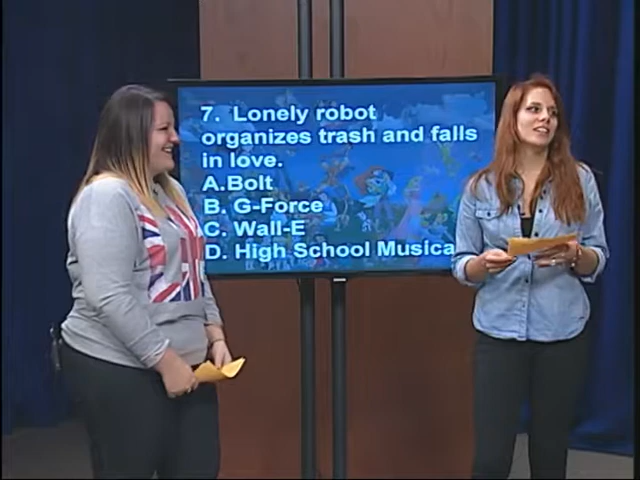 7. Lonely robot
organizes trash and falls
in love.
A.Bolt
B. G-Force
C. Wall-E
D. High School Musica